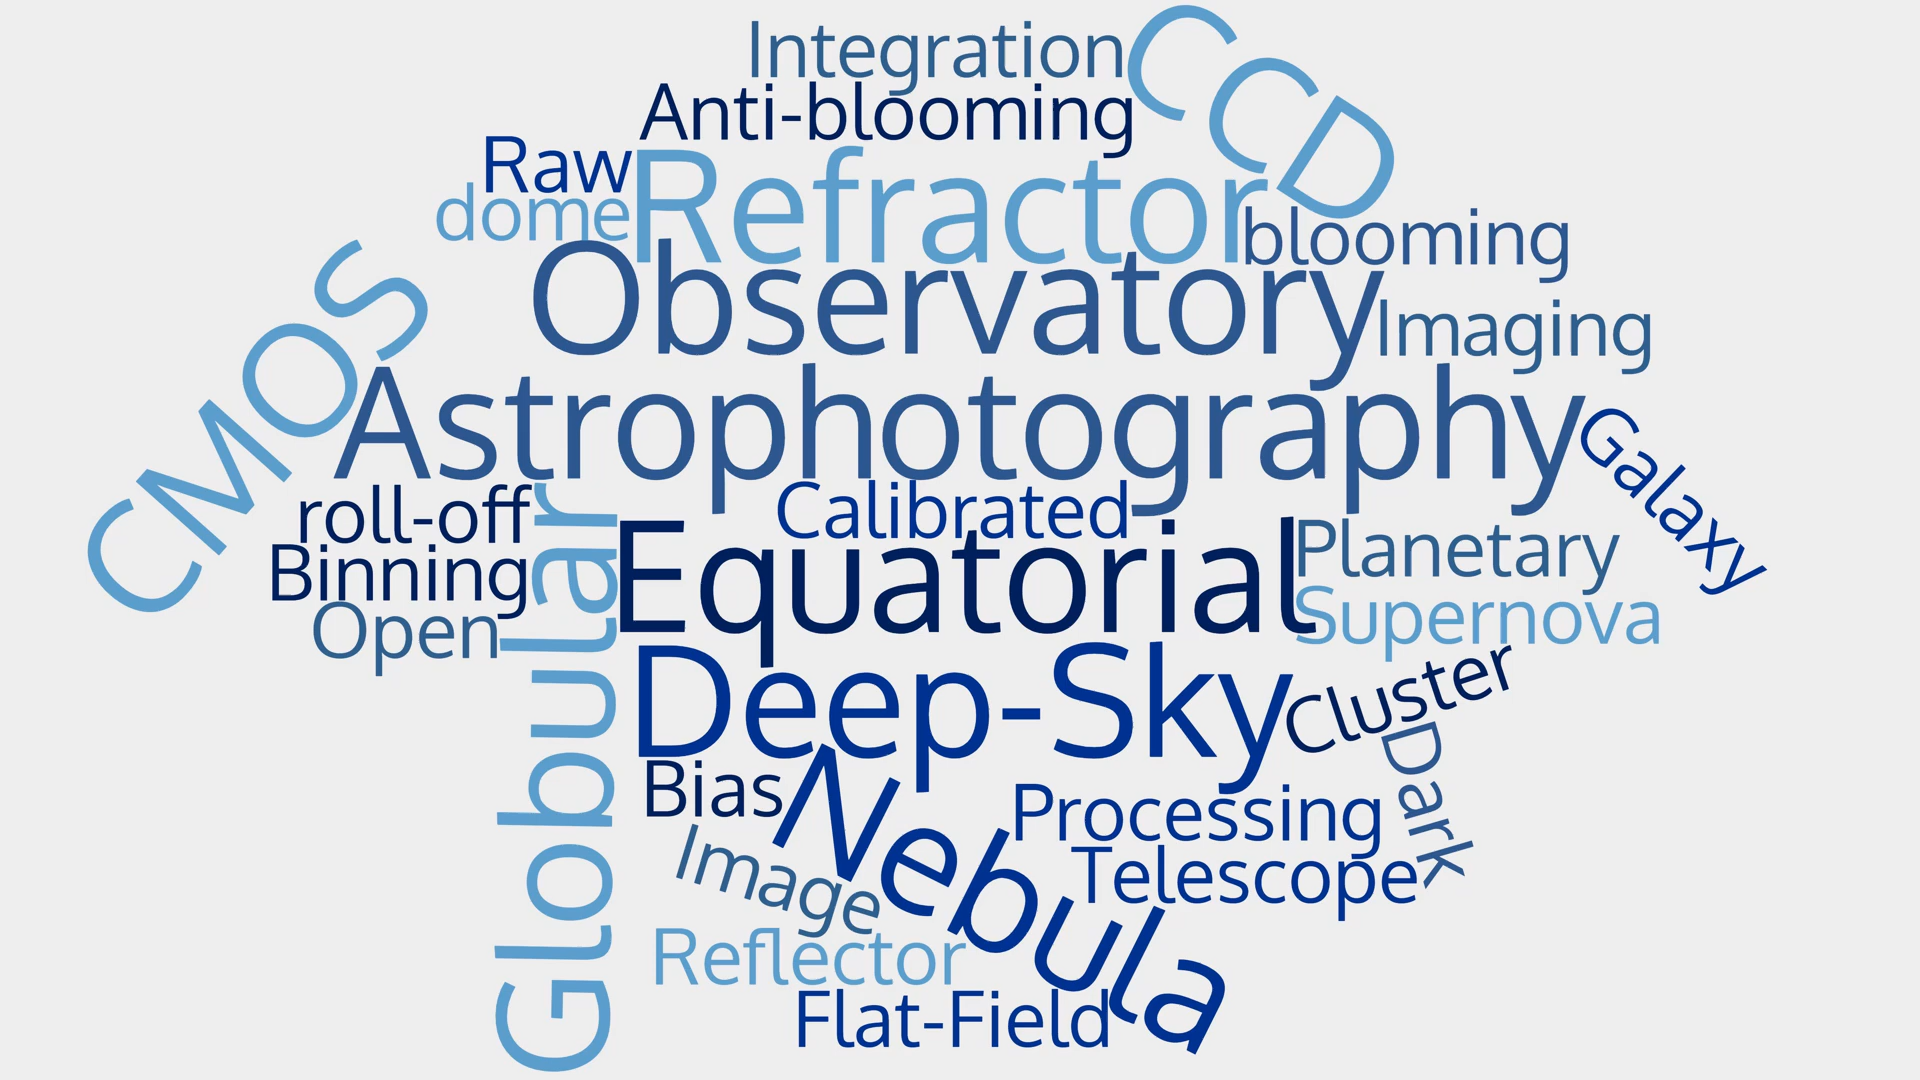 Integration
CCD
Anti-blooming
Raw
dome
Refractor
blooming
Observatory
Imaging
CMOS
Astrophotography
Galaxy
roll-off
Calibrated
Binning
Equatorial
Planetary
Open
Supernova
Globular
Deep-Sky
Cluster
Dark
Bias
Nebula
Processing
Image
Telescope
Reflector
Flat-Field